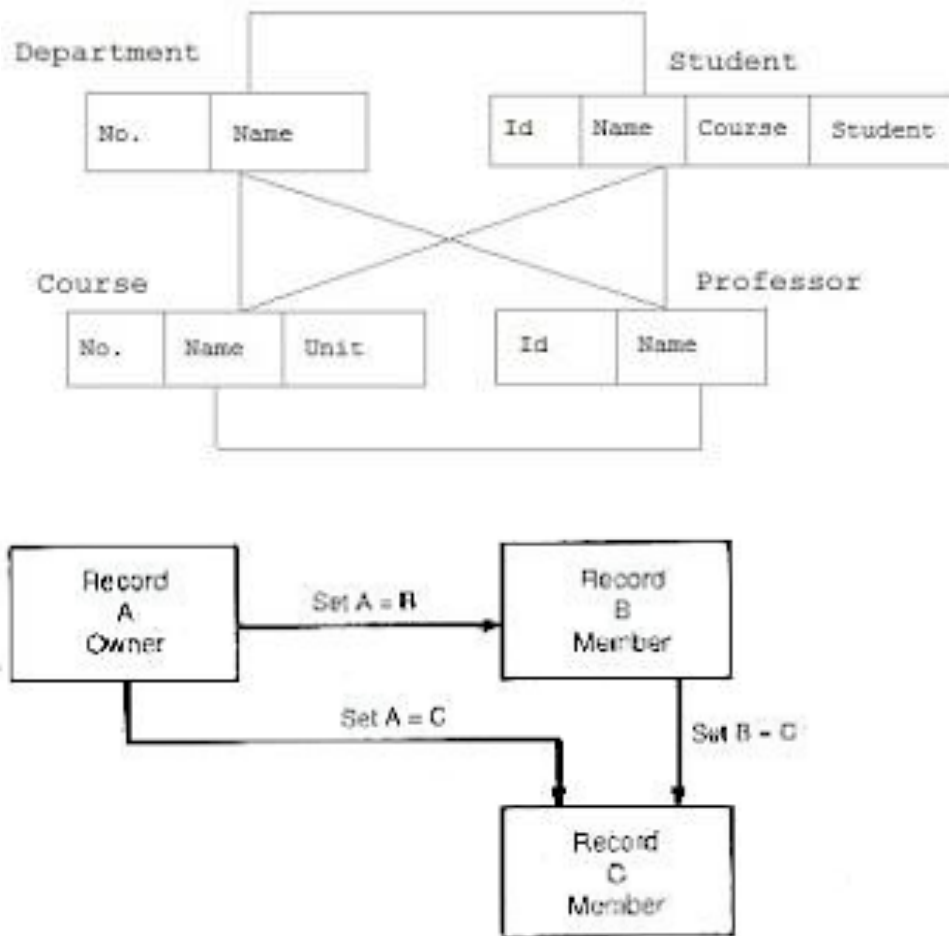 Department
Student
No. Name
Id Name Course Student
Course
Professor
No. Name Unit
Id Name
Record
A
Owner
Set A = B
Record
B
Member
Set A = C
Set B - C
Record
C
Member